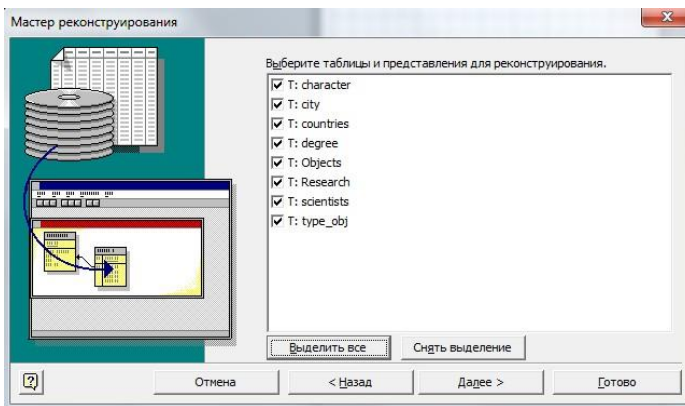 Мастер реконструирования
Выберите таблицы и представления для реконструирования.
T: character
T: city
T: countries
T: degree
T: Objects
T: Research
T: scientists
T: type_obj
Выделить все Снять выделение
Отмена < Назад Далее > Готово